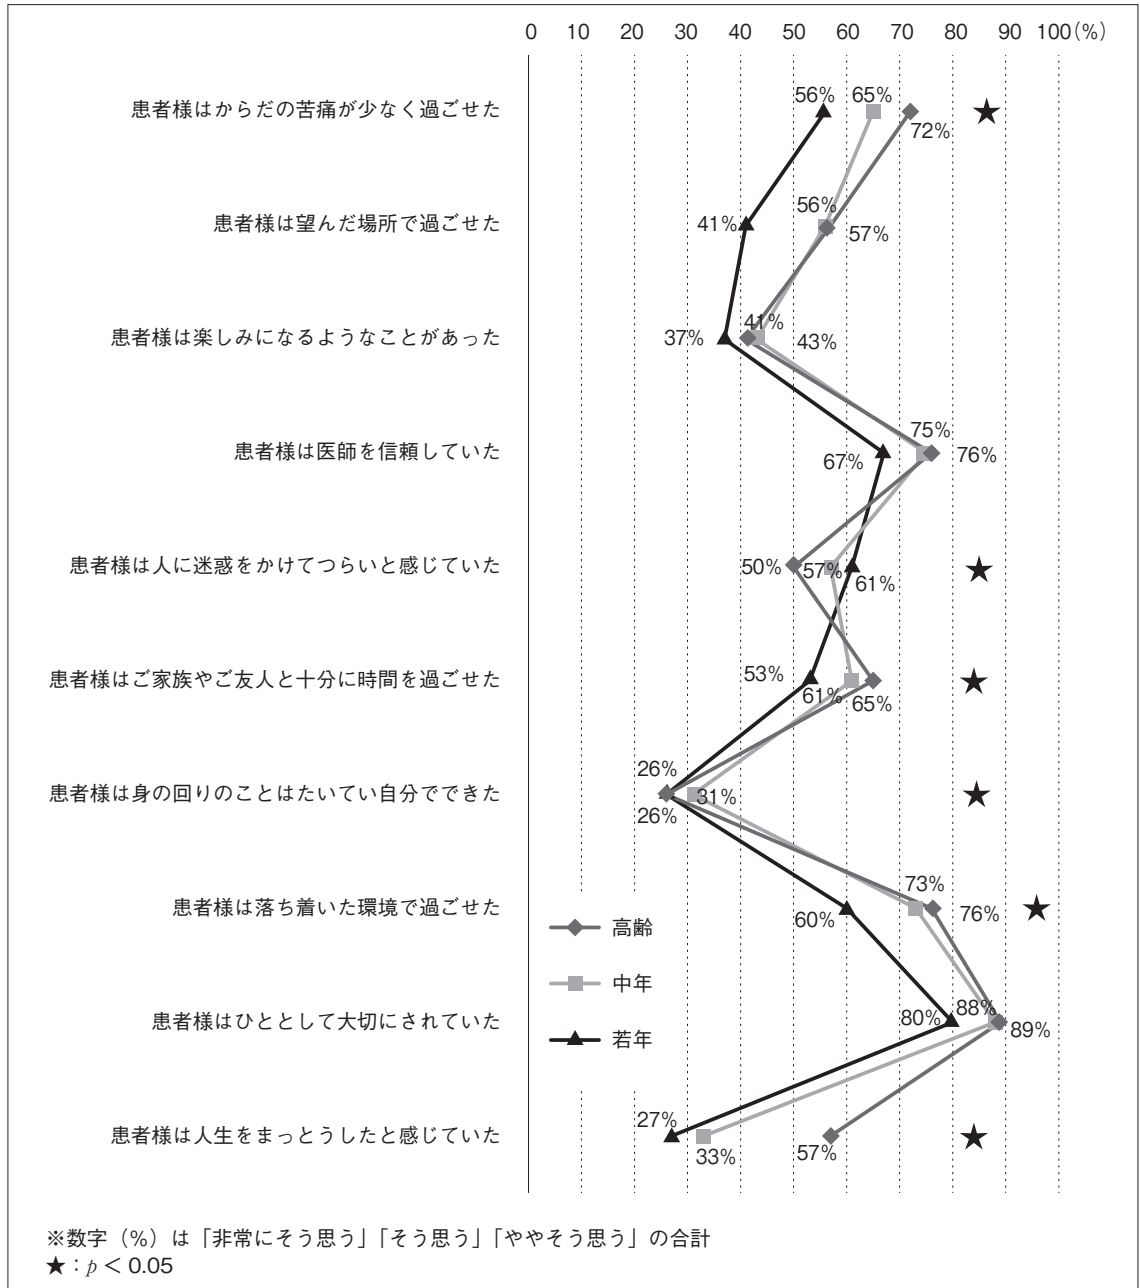 0 10 20 30 40 50 60 70 80 90 100(%)
患者様はからだの苦痛が少なく過ごせた 56% 65% 72% ★
患者様は望んだ場所で過ごせた 41% 56% 57%
患者様は楽しみになるようなことがあった 37% 41% 43%
患者様は医師を信頼していた 67% 75% 76%
患者様は人に迷惑をかけてつらいと感じていた 50% 57% 61% ★
患者様はご家族やご友人と十分に時間を過ごせた 53% 61% 65% ★
患者様は身の回りのことはたいてい自分でできた 26% 26% 31% ★
患者様は落ち着いた環境で過ごせた 60% 73% 76% ★
高齢
中年
患者様はひととして大切にされていた 80% 88% 89%
若年
患者様は人生をまっとうしたと感じていた 27% 33% 57% ★
※数字（%）は「非常にそう思う」「そう思う」「ややそう思う」の合計
★：p < 0.05